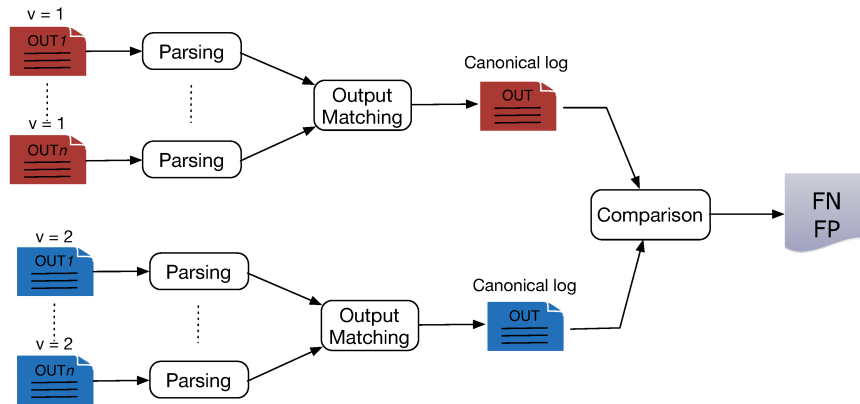 v = 1
OUT1
Parsing
Output
Matching
Canonical log
OUT
v = 1
OUTn
Parsing
Comparison
FN
FP
v = 2
OUT1
Parsing
Output
Matching
Canonical log
OUT
v = 2
OUTn
Parsing